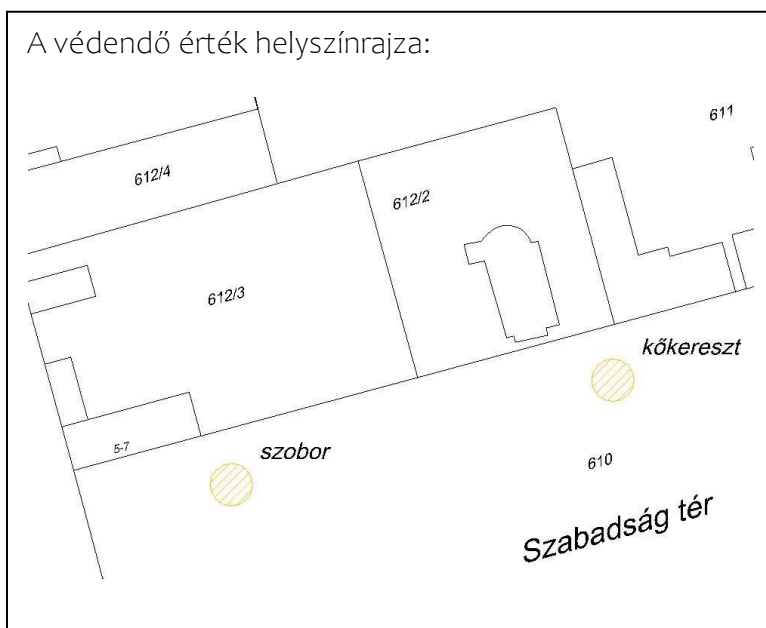 A védendő érték helyszínrajza:
611
612/4
612/2
612/3
kőkereszt
5-7
szobor
610
Szabadság tér